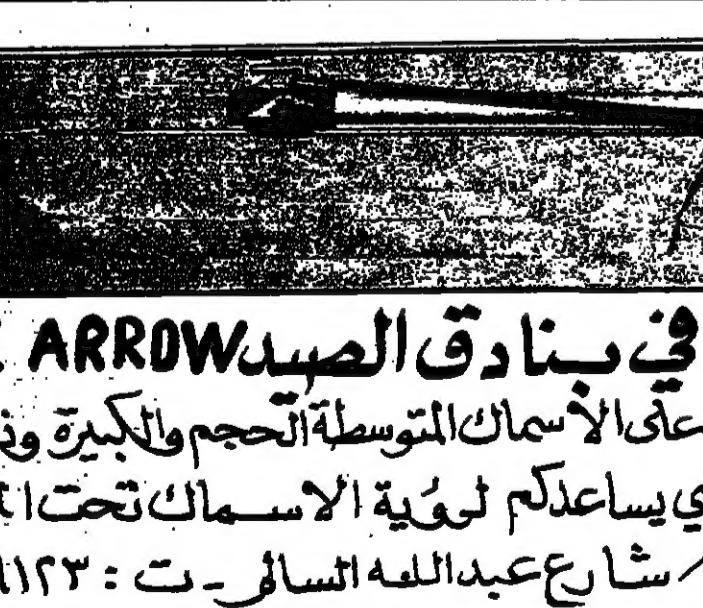 في بنادق الصيد ARROW
على الأسماك المتوسطة الحجم والكبيرة
يساعدكم لرؤية الاسماك تحت
شارع عبدالله السالم - ت :